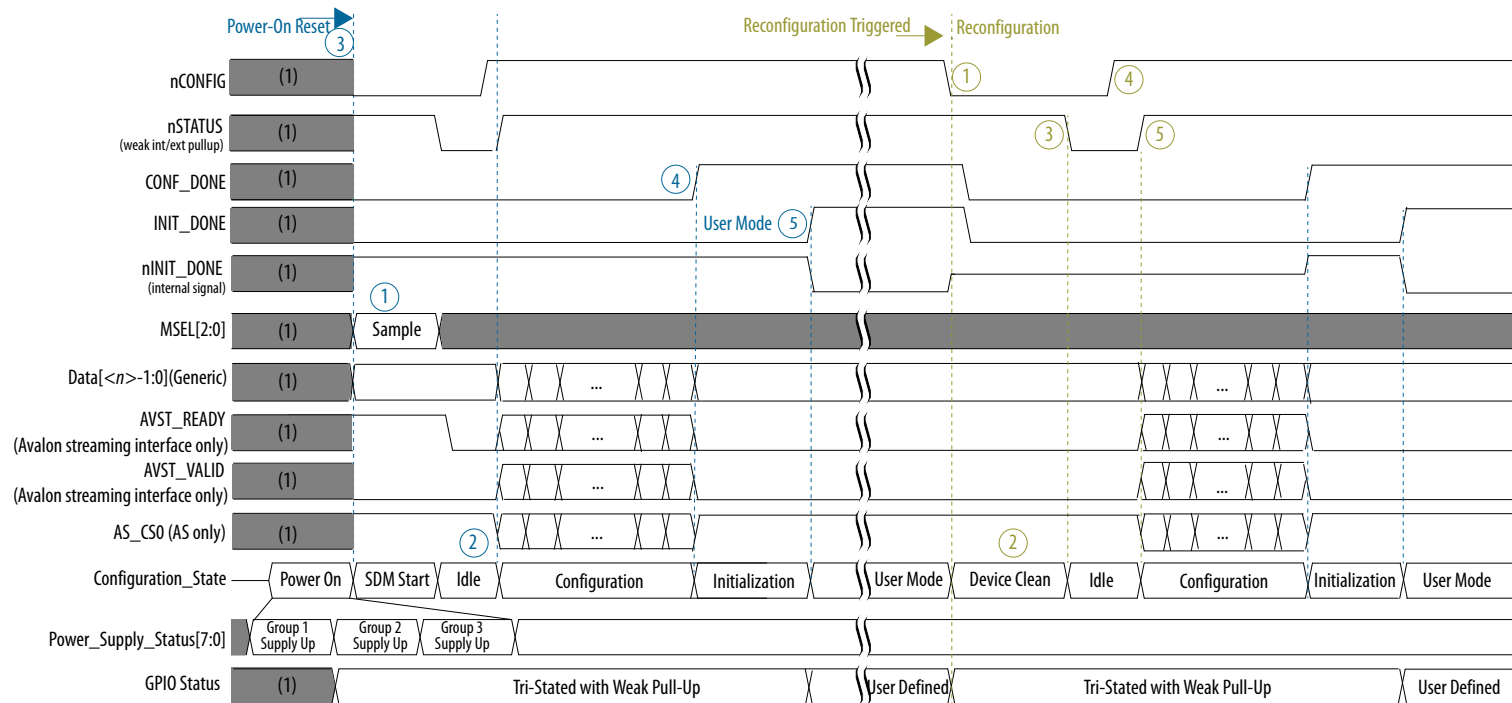 Power-On Reset
3
Reconfiguration Triggered
Reconfiguration
nCONFIG
(1)
1
4
nSTATUS
(weak int/ext pullup)
(1)
3
5
CONF_DONE
(1)
4
INIT_DONE
(1)
User Mode
5
nINIT_DONE
(internal signal)
(1)
1
MSEL[2:0]
(1)
Sample
Data[<n>-1:0](Generic)
(1)
...
...
AVST_READY
(Avalon streaming interface only)
(1)
...
...
AVST_VALID
(Avalon streaming interface only)
(1)
...
...
AS_CS0 (AS only)
(1)
2
...
2
...
Configuration_State
Power On
SDM Start
Idle
Configuration
Initialization
User Mode
Device Clean
Idle
Configuration
Initialization
User Mode
Power_Supply_Status[7:0]
Group 1
Supply Up
Group 2
Supply Up
Group 3
Supply Up
GPIO Status
(1)
Tri-Stated with Weak Pull-Up
User Defined
Tri-Stated with Weak Pull-Up
User Defined